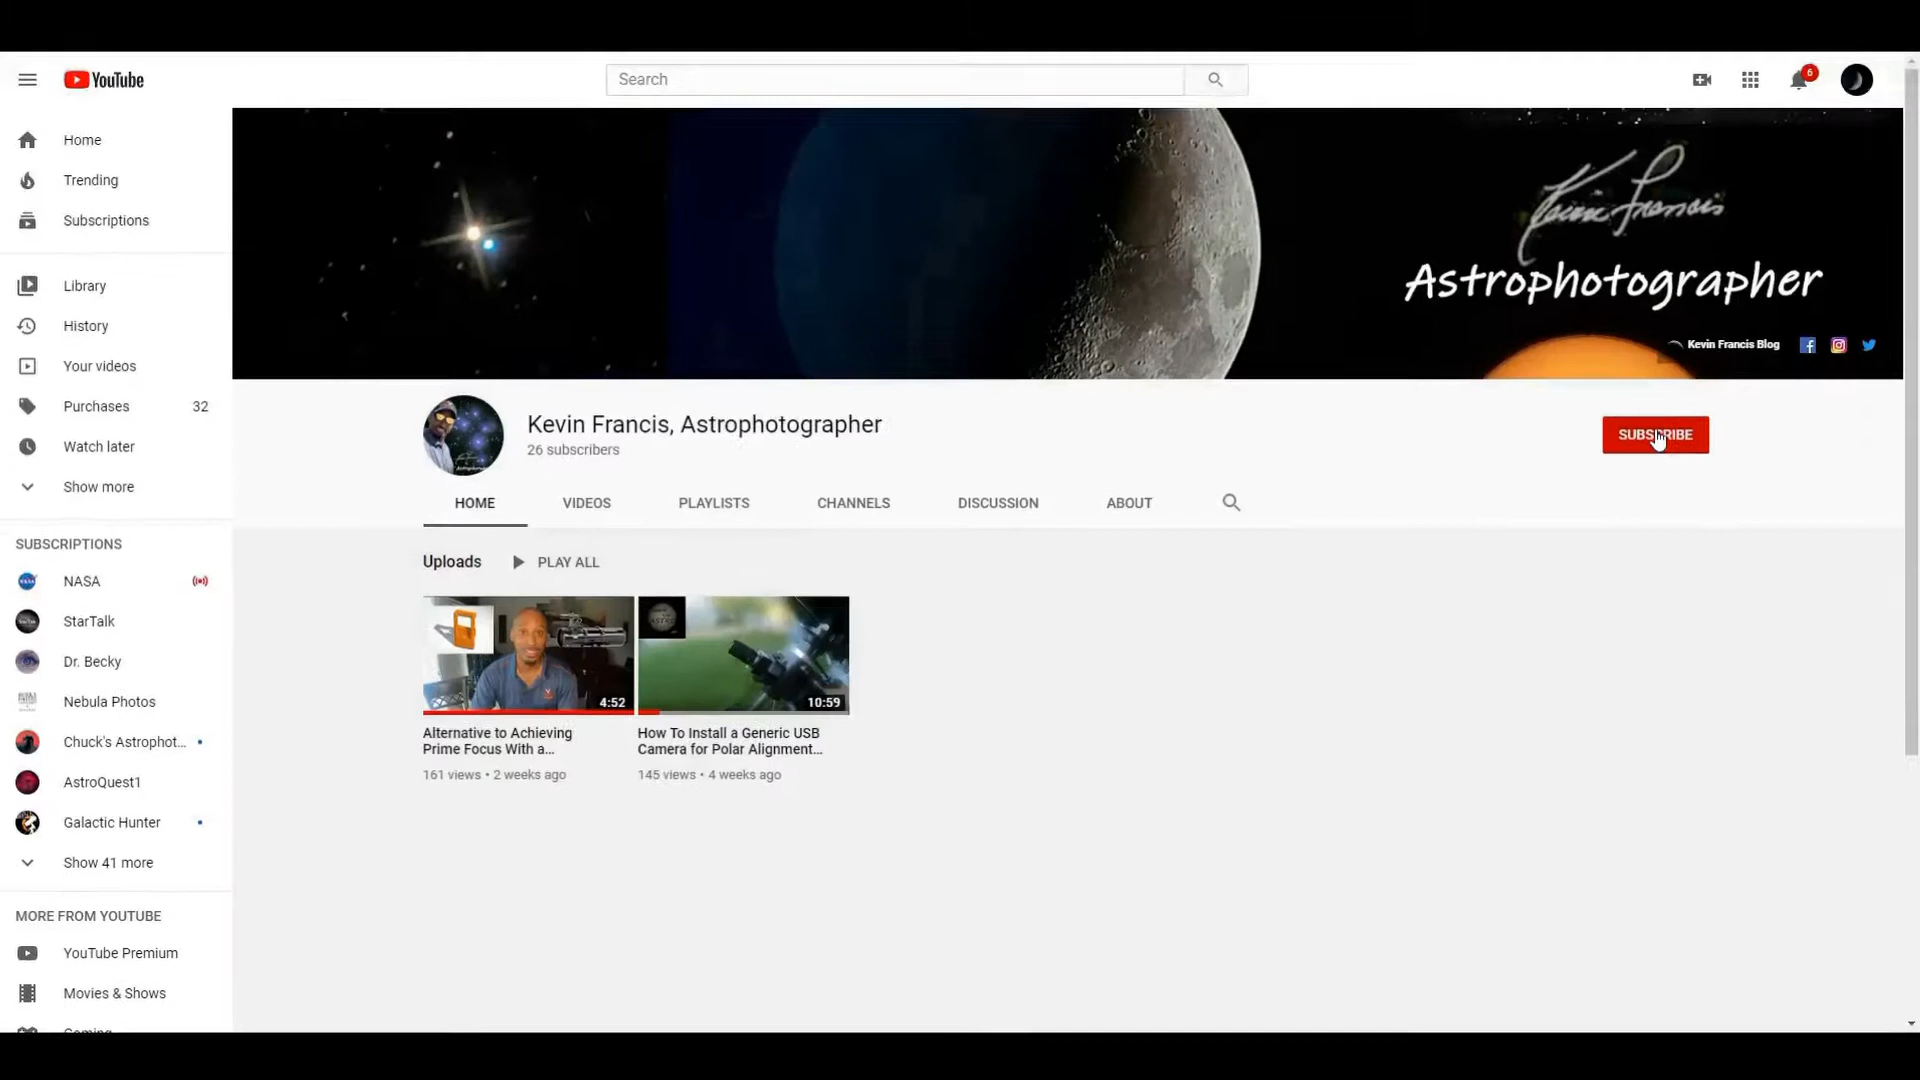 YouTube
Search
6
Home
Trending
Subscriptions
Library
History
Your videos
Purchases 32
Watch later
Show more
SUBSCRIPTIONS
NASA
StarTalk
Dr. Becky
Nebula Photos
Chuck's Astrophot...
AstroQuest1
Galactic Hunter
Show 41 more
MORE FROM YOUTUBE
YouTube Premium
Movies & Shows
Gaming
Kevin Francis
Astrophotographer
Kevin Francis Blog
Kevin Francis, Astrophotographer
26 subscribers
SUBSCRIBE
HOME VIDEOS PLAYLISTS CHANNELS DISCUSSION ABOUT
Uploads PLAY ALL
4:52
Alternative to Achieving
Prime Focus With a...
161 views • 2 weeks ago
10:59
How To Install a Generic USB
Camera for Polar Alignment...
145 views • 4 weeks ago